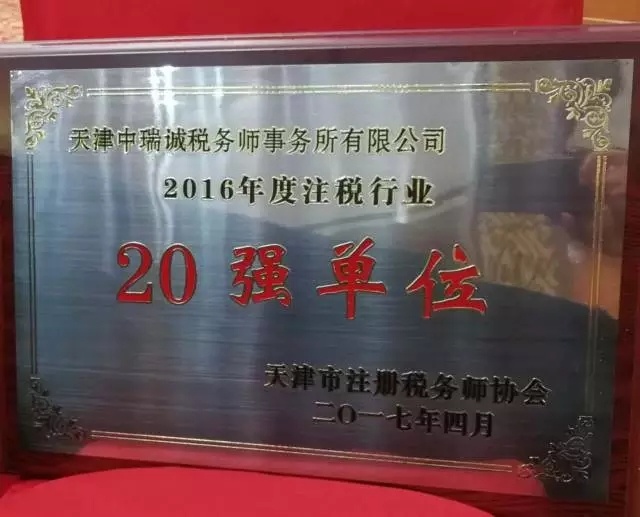 天津中瑞诚税务师事务所有限公司
2016年度注税行业
20强单位
天津市注册税务师协会
二〇一七年四月